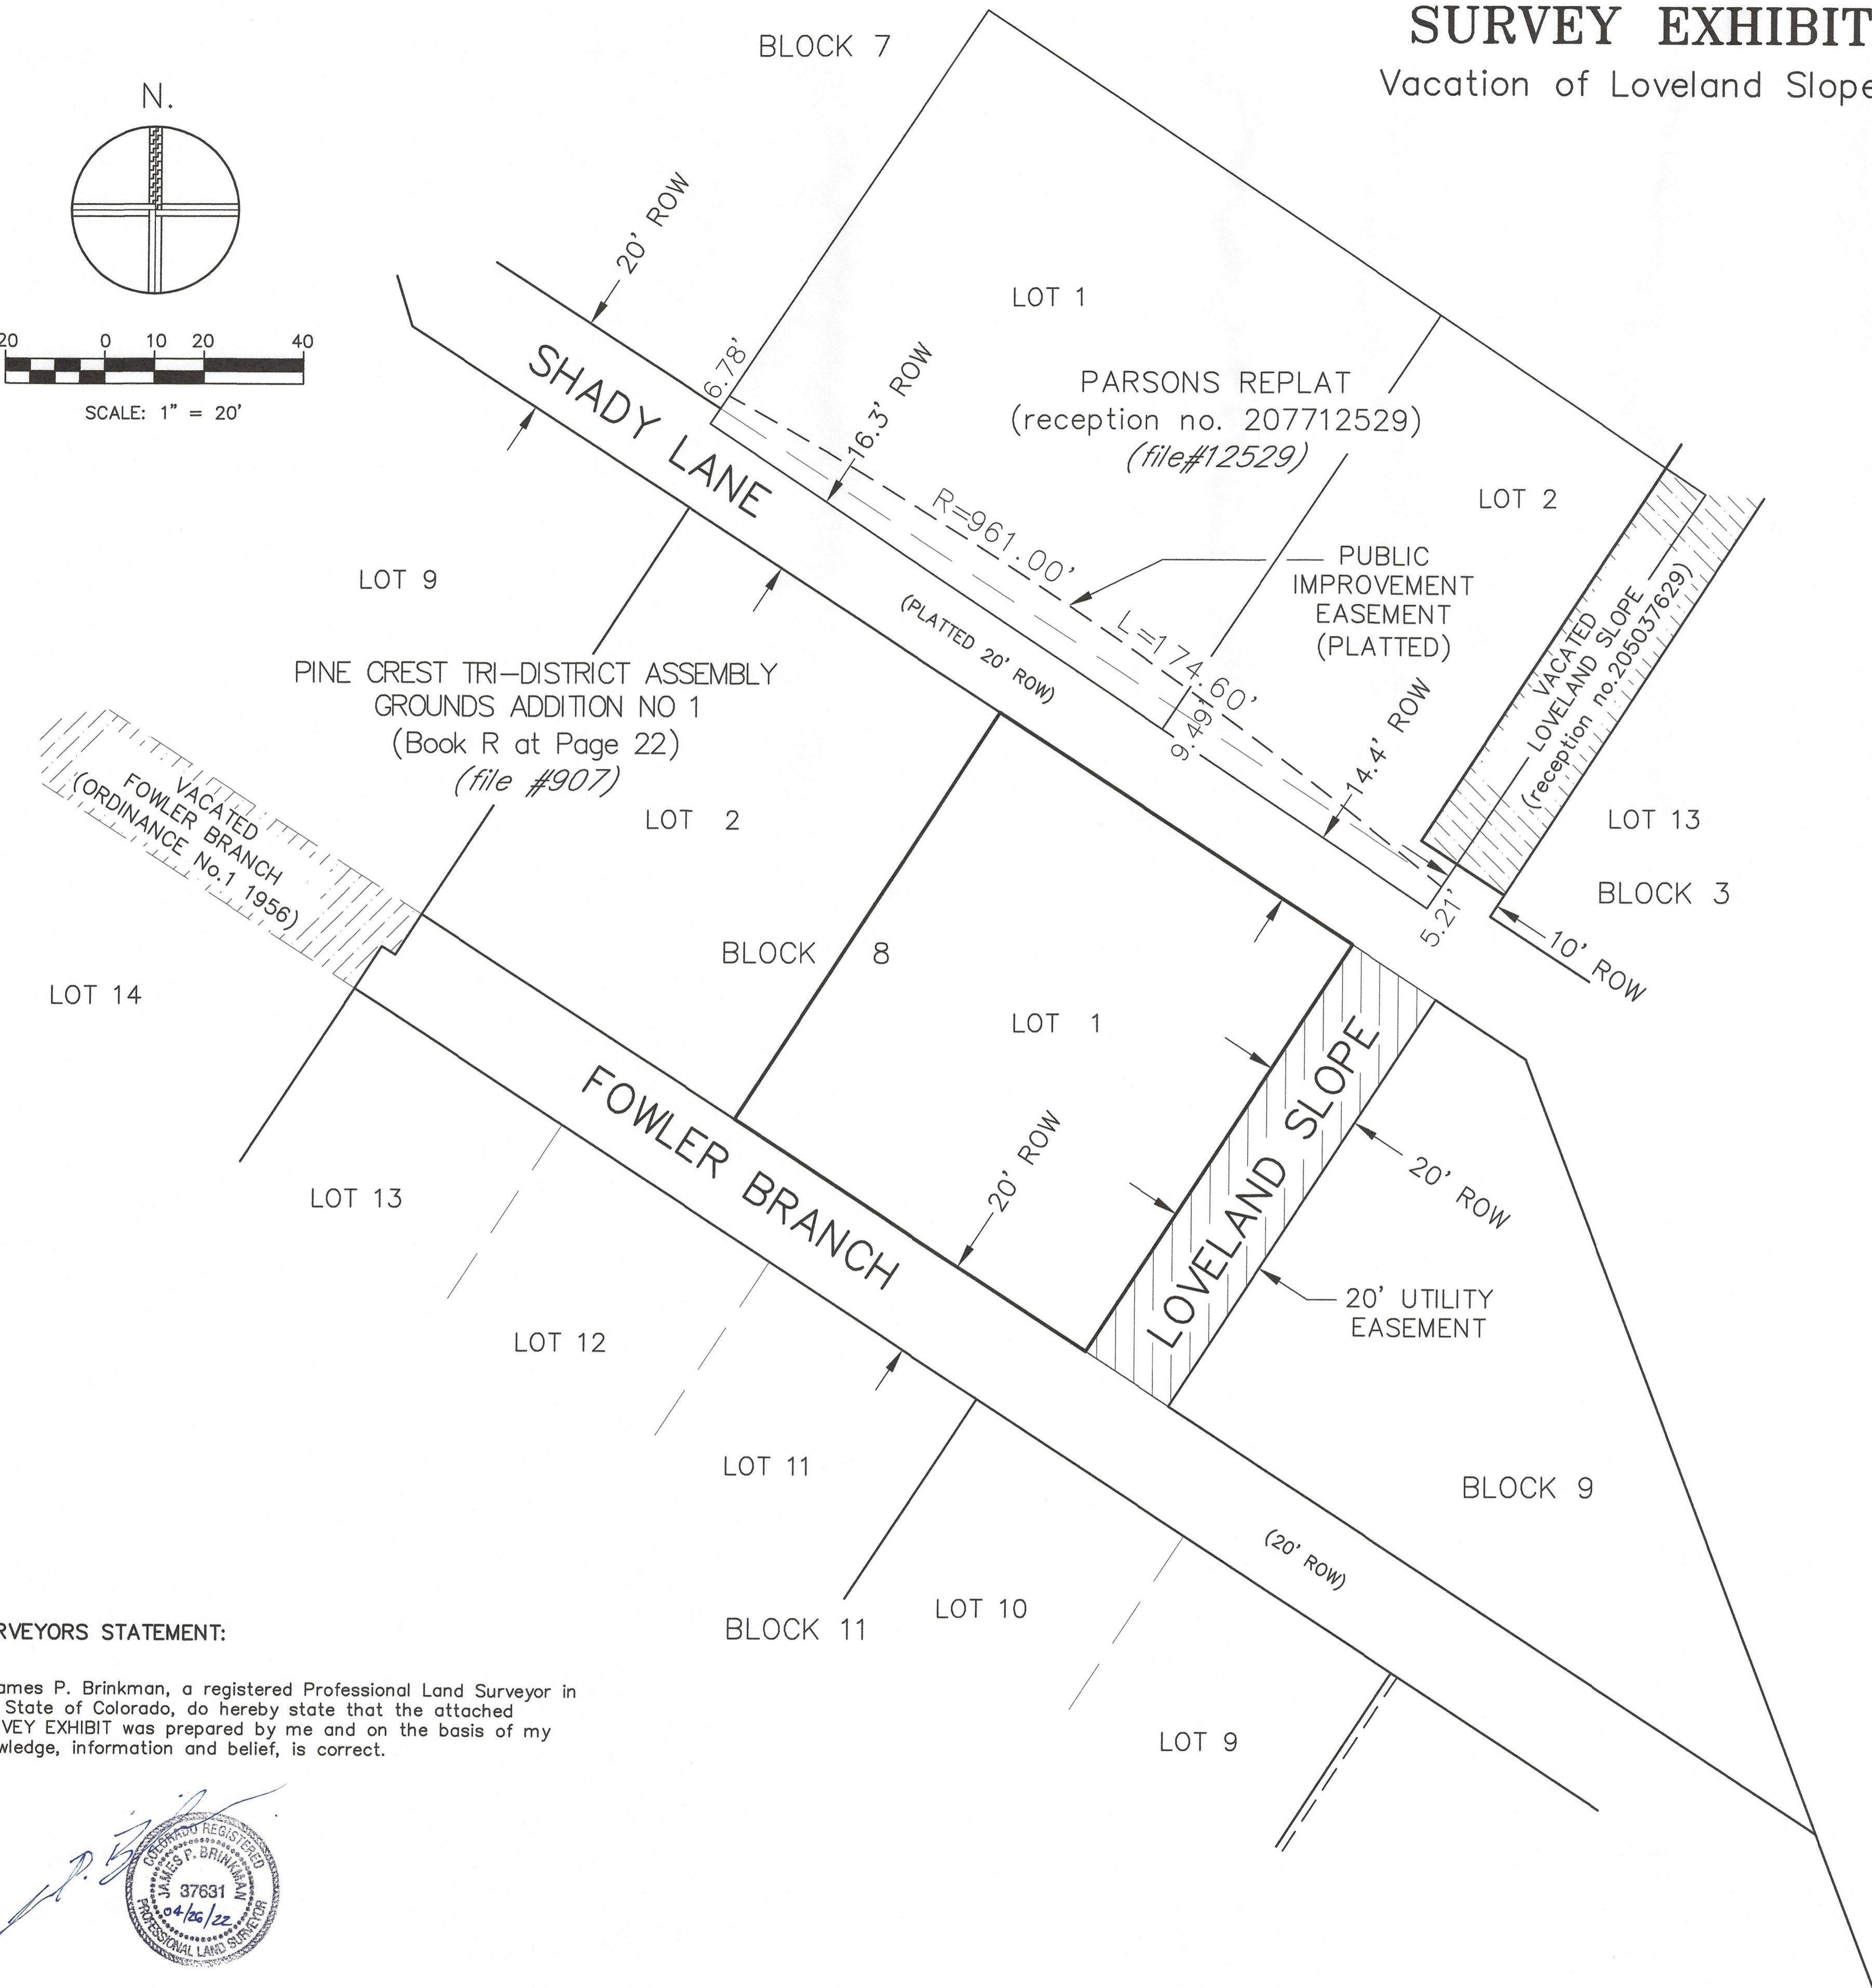 SURVEY EXHIBIT
Vacation of Loveland Slope
BLOCK 7
N.
20 0 10 20 40
SCALE: 1" = 20'
20' ROW
LOT 1
SHADY LANE
6.78'
16.3' ROW
PARSONS REPLAT
(reception no. 207712529)
(file#12529)
LOT 2
R=961.00'
L=174.60'
PUBLIC
IMPROVEMENT
EASEMENT
(PLATTED)
(PLATTED 20' ROW)
9.49'
14.4' ROW
5.21'
VACATED
LOVELAND SLOPE
(reception no.205037629)
LOT 13
BLOCK 3
10' ROW
LOT 9
PINE CREST TRI-DISTRICT ASSEMBLY
GROUNDS ADDITION NO 1
(Book R at Page 22)
(file #907)
LOT 2
VACATED
FOWLER BRANCH
(ORDINANCE No.1 1956)
LOT 14
BLOCK 8
LOT 1
LOVELAND SLOPE
20' ROW
20' UTILITY
EASEMENT
FOWLER BRANCH
20' ROW
LOT 13
LOT 12
LOT 11
BLOCK 9
(20' ROW)
BLOCK 11
LOT 10
LOT 9
RVEYORS STATEMENT:
ames P. Brinkman, a registered Professional Land Surveyor in
State of Colorado, do hereby state that the attached
VEY EXHIBIT was prepared by me and on the basis of my
wledge, information and belief, is correct.
COLORADO REGISTERED
JAMES P. BRINKMAN
37631
04/26/22
PROFESSIONAL LAND SURVEYOR